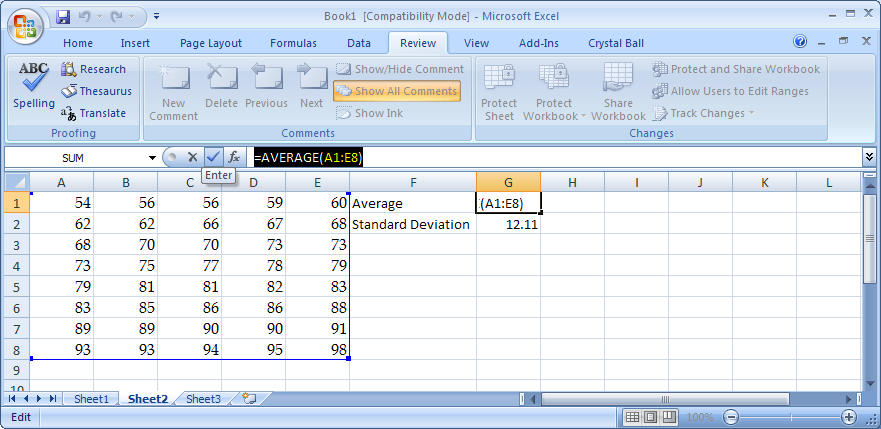 Book1 [Compatibility Mode] - Microsoft Excel
Home Insert Page Layout Formulas Data Review View Add-Ins Crystal Ball
ABC Spelling
Research
Thesaurus
Translate
Proofing
New Comment
Delete
Previous
Next
Show/Hide Comment
Show All Comments
Show Ink
Comments
Protect Sheet
Protect Workbook
Share Workbook
Protect and Share Workbook
Allow Users to Edit Ranges
Track Changes
Changes
SUM fx =AVERAGE(A1:E8)
Enter
A B C D E F G H I J K L
1 54 56 56 59 60 Average (A1:E8)
2 62 62 66 67 68 Standard Deviation 12.11
3 68 70 70 73 73
4 73 75 77 78 79
5 79 81 81 82 83
6 83 85 86 86 88
7 89 89 90 90 91
8 93 93 94 95 98
9
10
Sheet1 Sheet2 Sheet3
Edit 100%